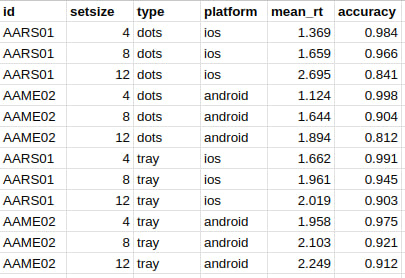 id setsize type platform mean_rt accuracy
AARS01 4 dots ios 1.369 0.984
AARS01 8 dots ios 1.659 0.966
AARS01 12 dots ios 2.695 0.841
AAME02 4 dots android 1.124 0.998
AAME02 8 dots android 1.644 0.904
AAME02 12 dots android 1.894 0.812
AARS01 4 tray ios 1.662 0.991
AARS01 8 tray ios 1.961 0.945
AARS01 12 tray ios 2.019 0.903
AAME02 4 tray android 1.958 0.975
AAME02 8 tray android 2.103 0.921
AAME02 12 tray android 2.249 0.912